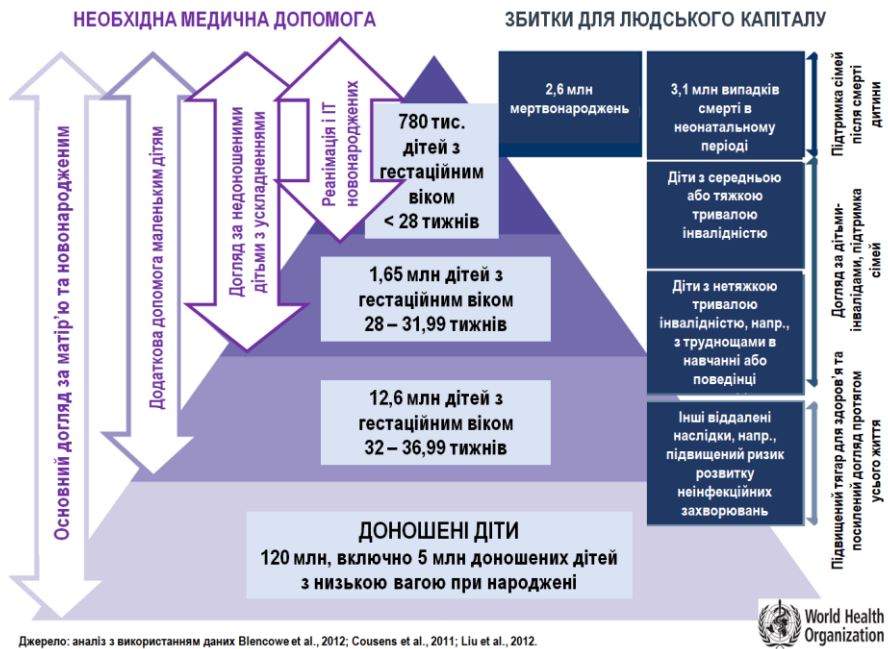 НЕОБХІДНА МЕДИЧНА ДОПОМОГА
ЗБИТКИ ДЛЯ ЛЮДСЬКОГО КАПІТАЛУ
Основний догляд за матір’ю та новонародженим
Додаткова допомога маленьким дітям
Догляд за недоношеними
дітьми з ускладненнями
Реанімація і ІТ
новонароджених
780 тис.
дітей з
гестаційним
віком
< 28 тижнів
1,65 млн дітей з
гестаційним віком
28 – 31,99 тижнів
12,6 млн дітей з
гестаційним віком
32 – 36,99 тижнів
ДОНОШЕНІ ДІТИ
120 млн, включно 5 млн доношених дітей
з низькою вагою при народжені
2,6 млн
мертвонароджень
3,1 млн випадків
смерті в
неонатальному
періоді
Діти з середньою
або тяжкою
тривалою
інвалідністю
Діти з нетяжкою
тривалою
інвалідністю, напр.,
з труднощами в
навчанні або
поведінці
Інші віддалені
наслідки, напр.,
підвищений ризик
розвитку
неінфекційних
захворювань
Підтримка сімей
після смерті
дитини
Догляд за дітьми-
інвалідами, підтримка
сімей
Підвищений тягар для здоров’я та
посилений догляд протягом
усього життя
World Health
Organization
Джерело: аналіз з використанням даних Blencowe et al., 2012; Cousens et al., 2011; Liu et al., 2012.